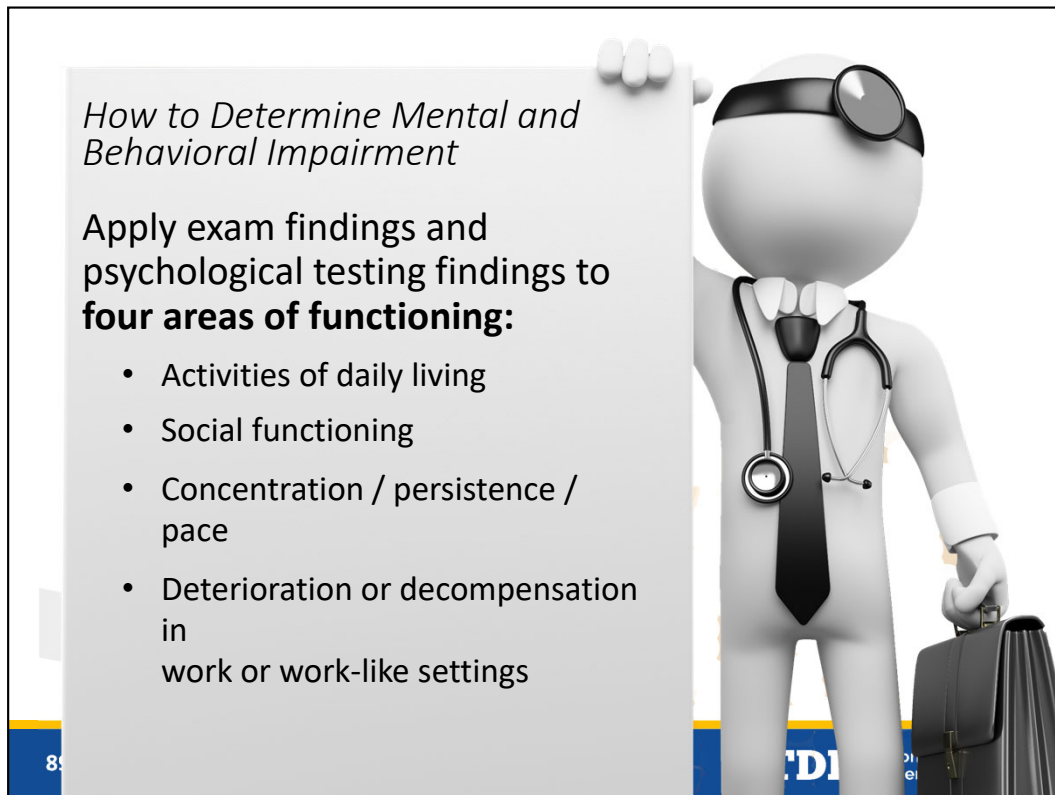 How to Determine Mental and
Behavioral Impairment
Apply exam findings and
psychological testing findings to
four areas of functioning:
• Activities of daily living
• Social functioning
• Concentration / persistence /
pace
• Deterioration or decompensation
in
work or work-like settings